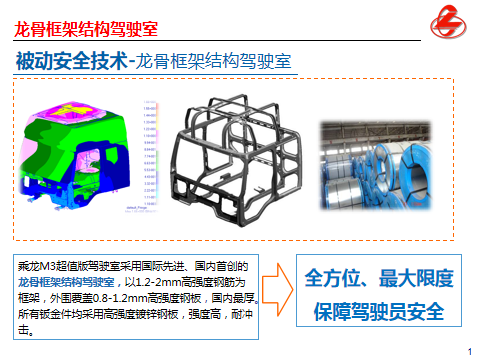 龙骨框架结构驾驶室
被动安全技术-龙骨框架结构驾驶室
乘龙M3超值版驾驶室采用国际先进、国内首创的
龙骨框架结构驾驶室，以1.2-2mm高强度钢筋为
框架，外围覆盖0.8-1.2mm高强度钢板，国内最厚。
所有钣金件均采用高强度镀锌钢板，强度高，耐冲
击。
全方位、最大限度
保障驾驶员安全
1